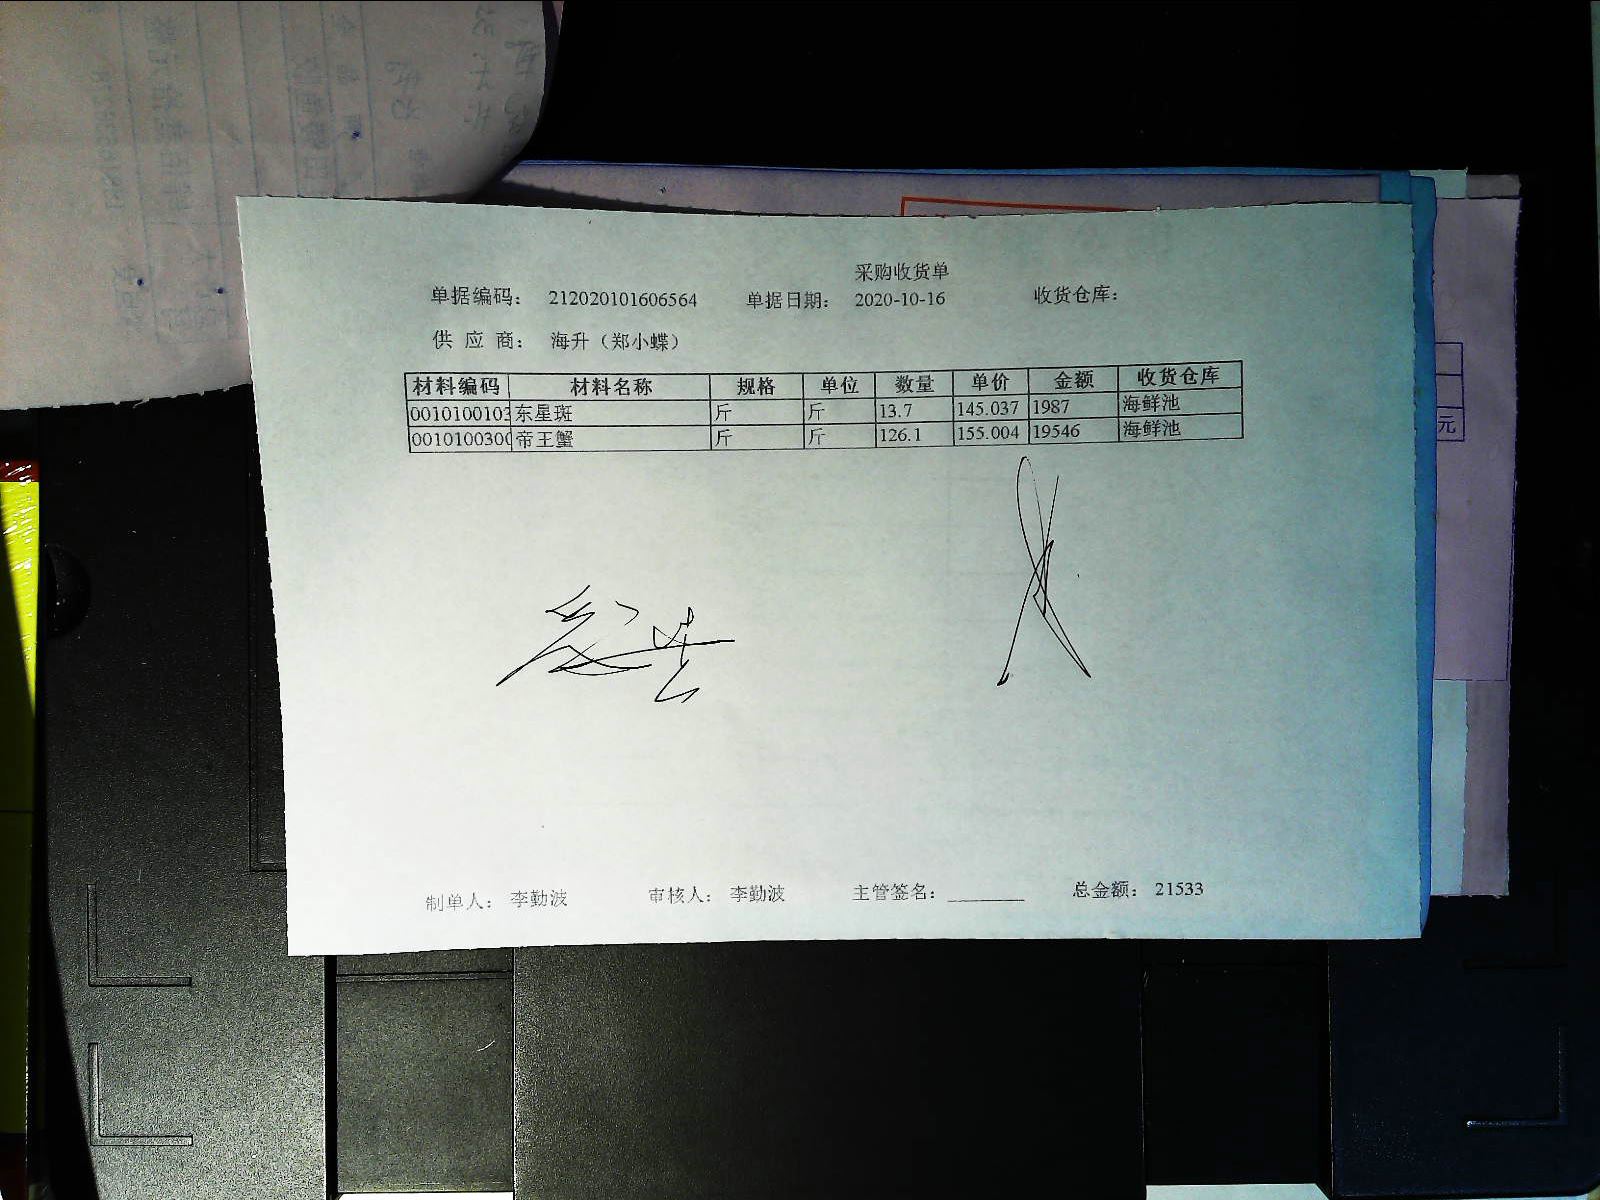 采购收货单
单据编码： 212020101606564 单据日期： 2020-10-16 收货仓库：
供 应 商： 海升（郑小蝶）
材料编码 材料名称 规格 单位 数量 单价 金额 收货仓库
0010100103 东星斑 斤 斤 13.7 145.037 1987 海鲜池
0010100300 帝王蟹 斤 斤 126.1 155.004 19546 海鲜池
元
制单人： 李勤波 审核人： 李勤波 主管签名： 总金额： 21533